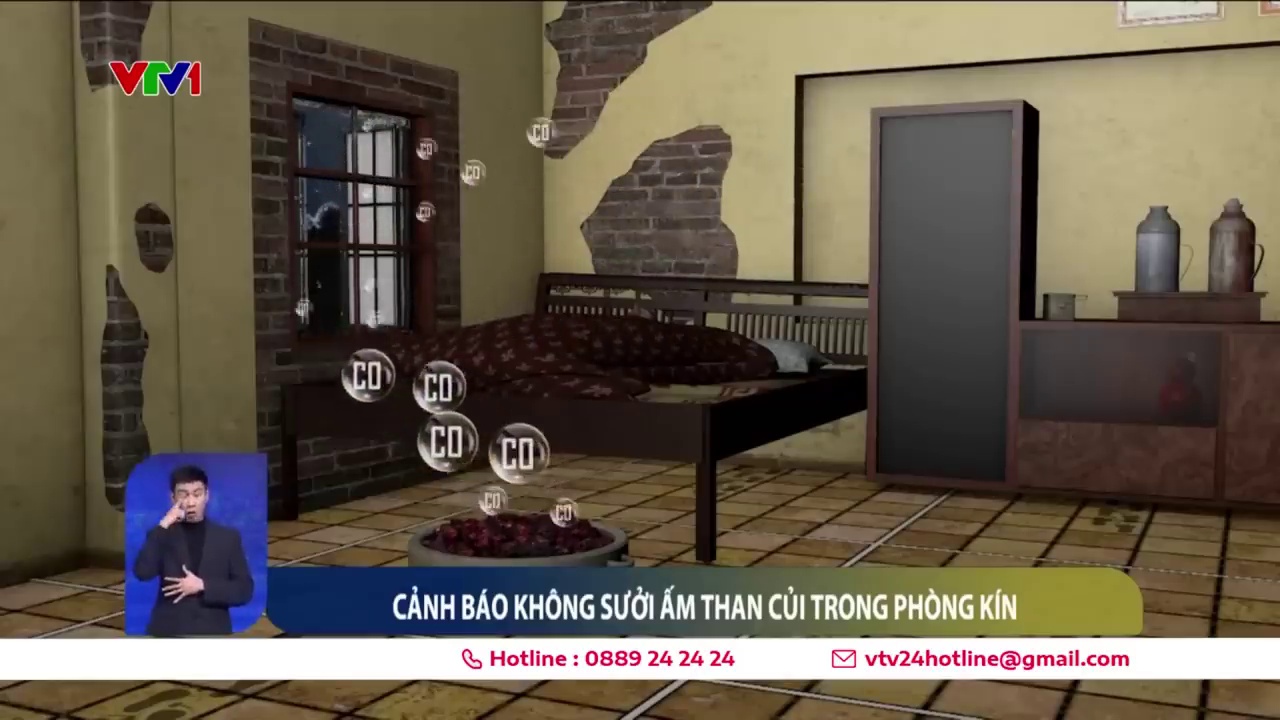 VTV1
CO
CO
CO
CO
CO
CO
CO
CO
CO
CO
CẢNH BÁO KHÔNG SƯỞI ẤM THAN CỦI TRONG PHÒNG KÍN
Hotline : 0889 24 24 24
vtv24hotline@gmail.com